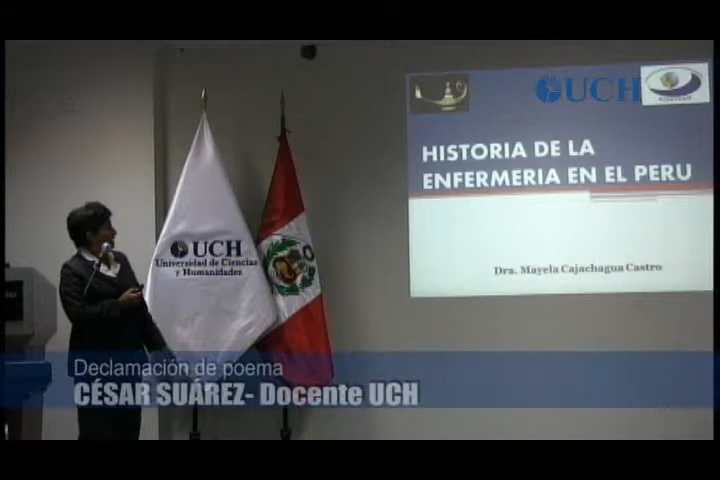 UCH
HISTORIA DE LA
ENFERMERIA EN EL PERU
Dra. Mayela Cajachagua Castro
UCH
Universidad de Ciencias
y Humanidades
Declamación de poema
CÉSAR SUÁREZ- Docente UCH